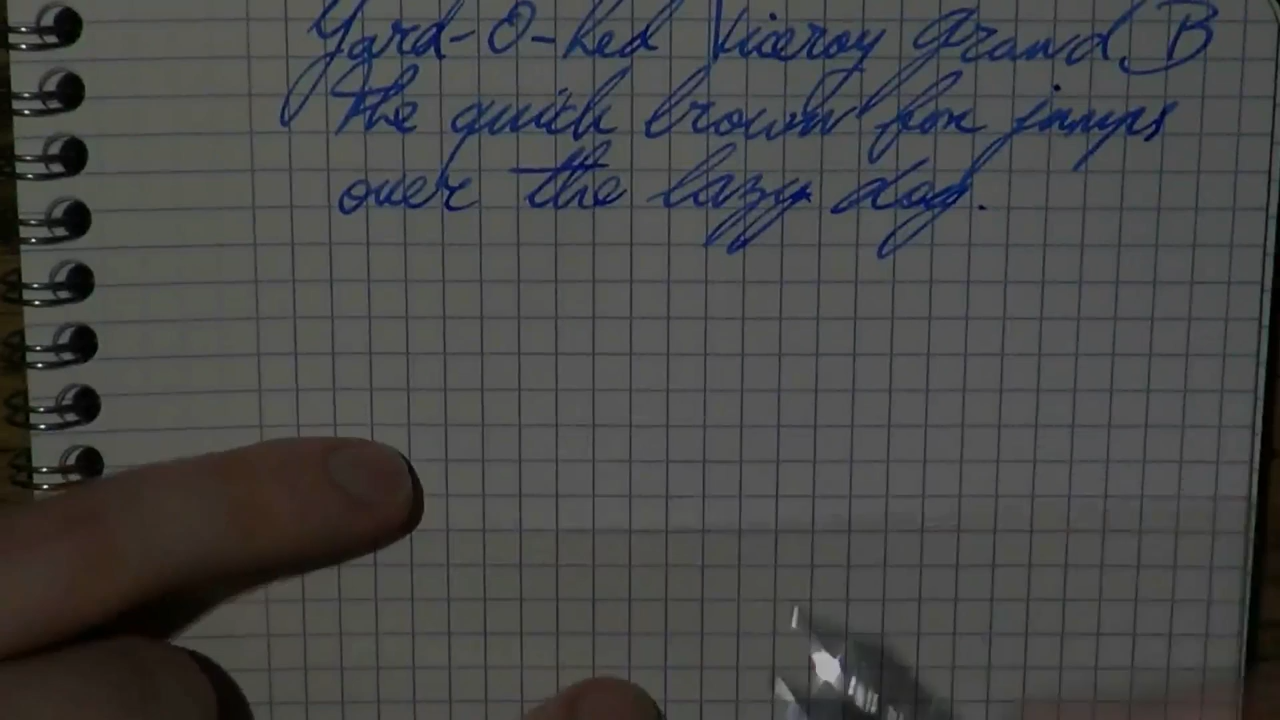 Yard-O-Led Viceroy Grand B
The quick brown fox jumps
over the lazy dog.